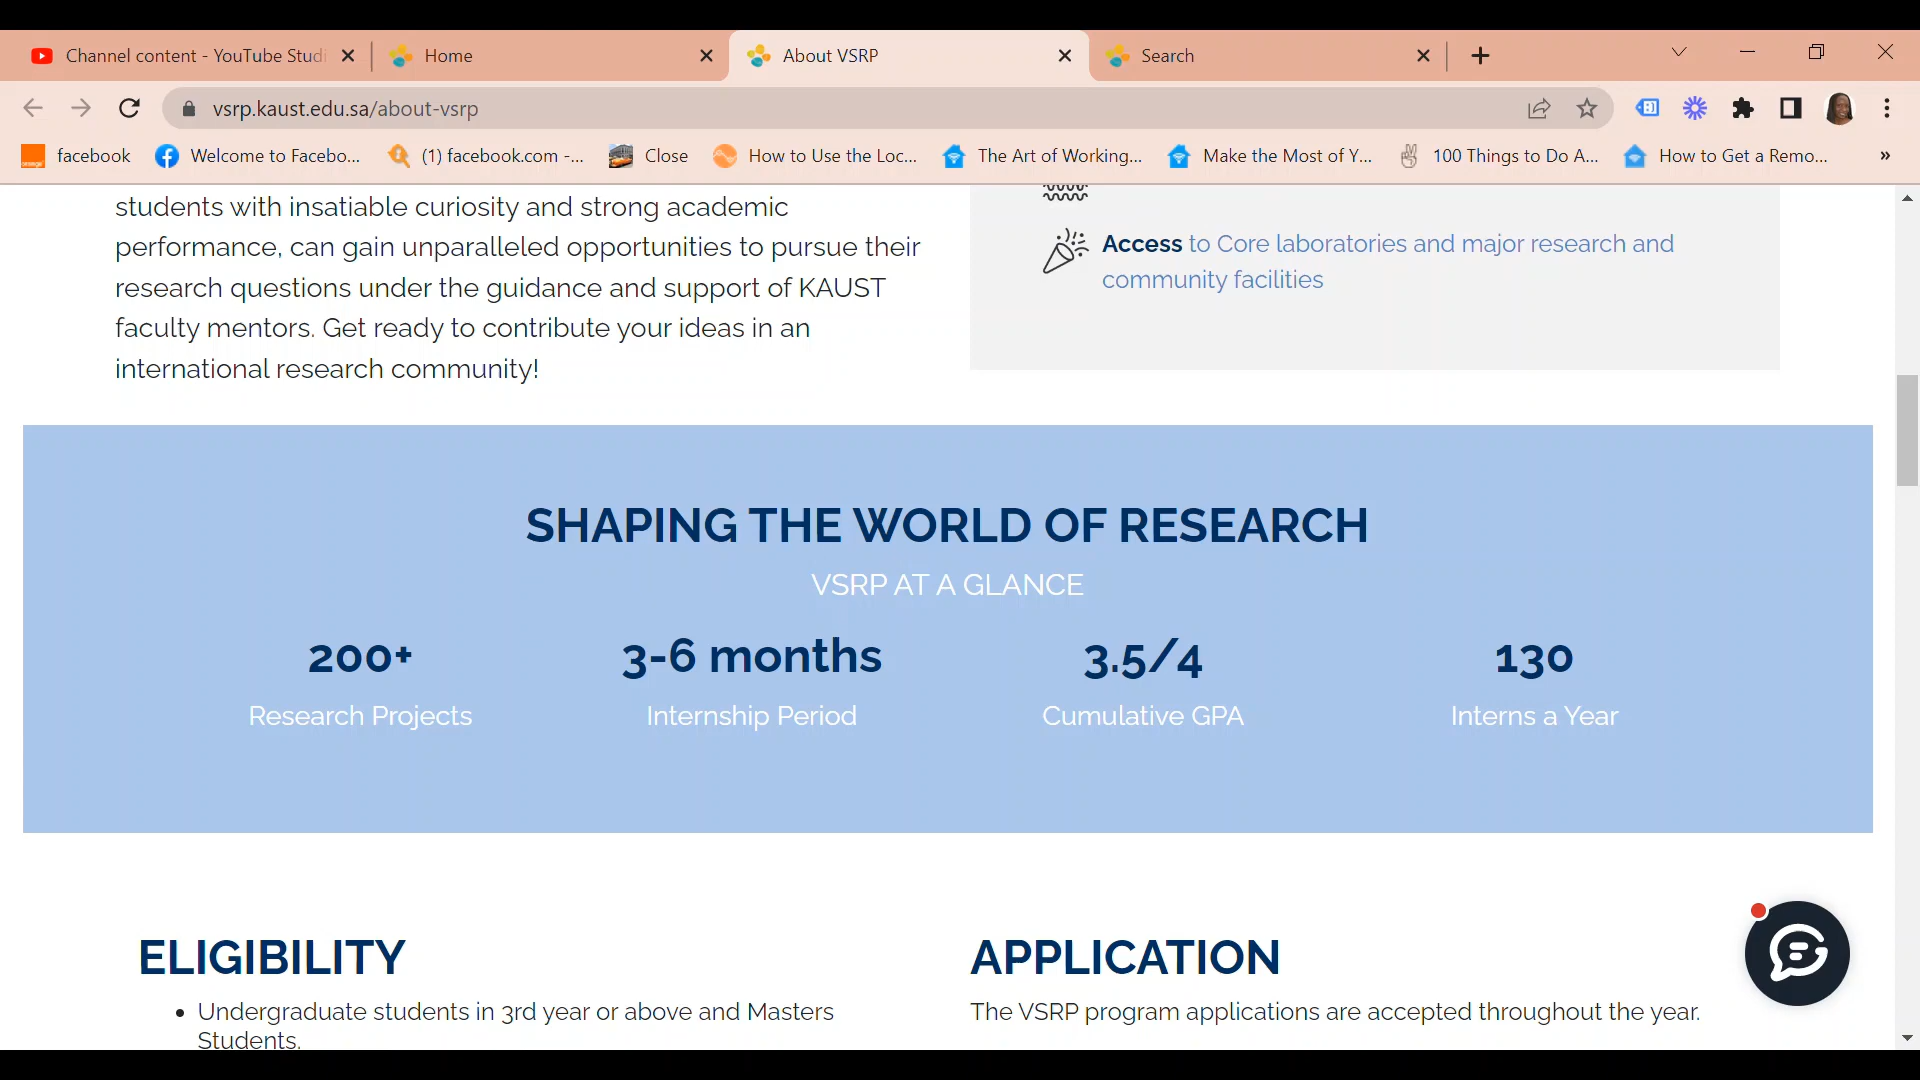 Channel content - YouTube Studi
Home
About VSRP
Search
vsrp.kaust.edu.sa/about-vsrp
facebook
Welcome to Facebo...
(1) facebook.com -...
Close
How to Use the Loc...
The Art of Working...
Make the Most of Y...
100 Things to Do A...
How to Get a Remo...
»
students with insatiable curiosity and strong academic
performance, can gain unparalleled opportunities to pursue their
research questions under the guidance and support of KAUST
faculty mentors. Get ready to contribute your ideas in an
international research community!
Access to Core laboratories and major research and
community facilities
SHAPING THE WORLD OF RESEARCH
VSRP AT A GLANCE
200+
Research Projects
3-6 months
Internship Period
3.5/4
Cumulative GPA
130
Interns a Year
ELIGIBILITY
• Undergraduate students in 3rd year or above and Masters
Students.
APPLICATION
The VSRP program applications are accepted throughout the year.